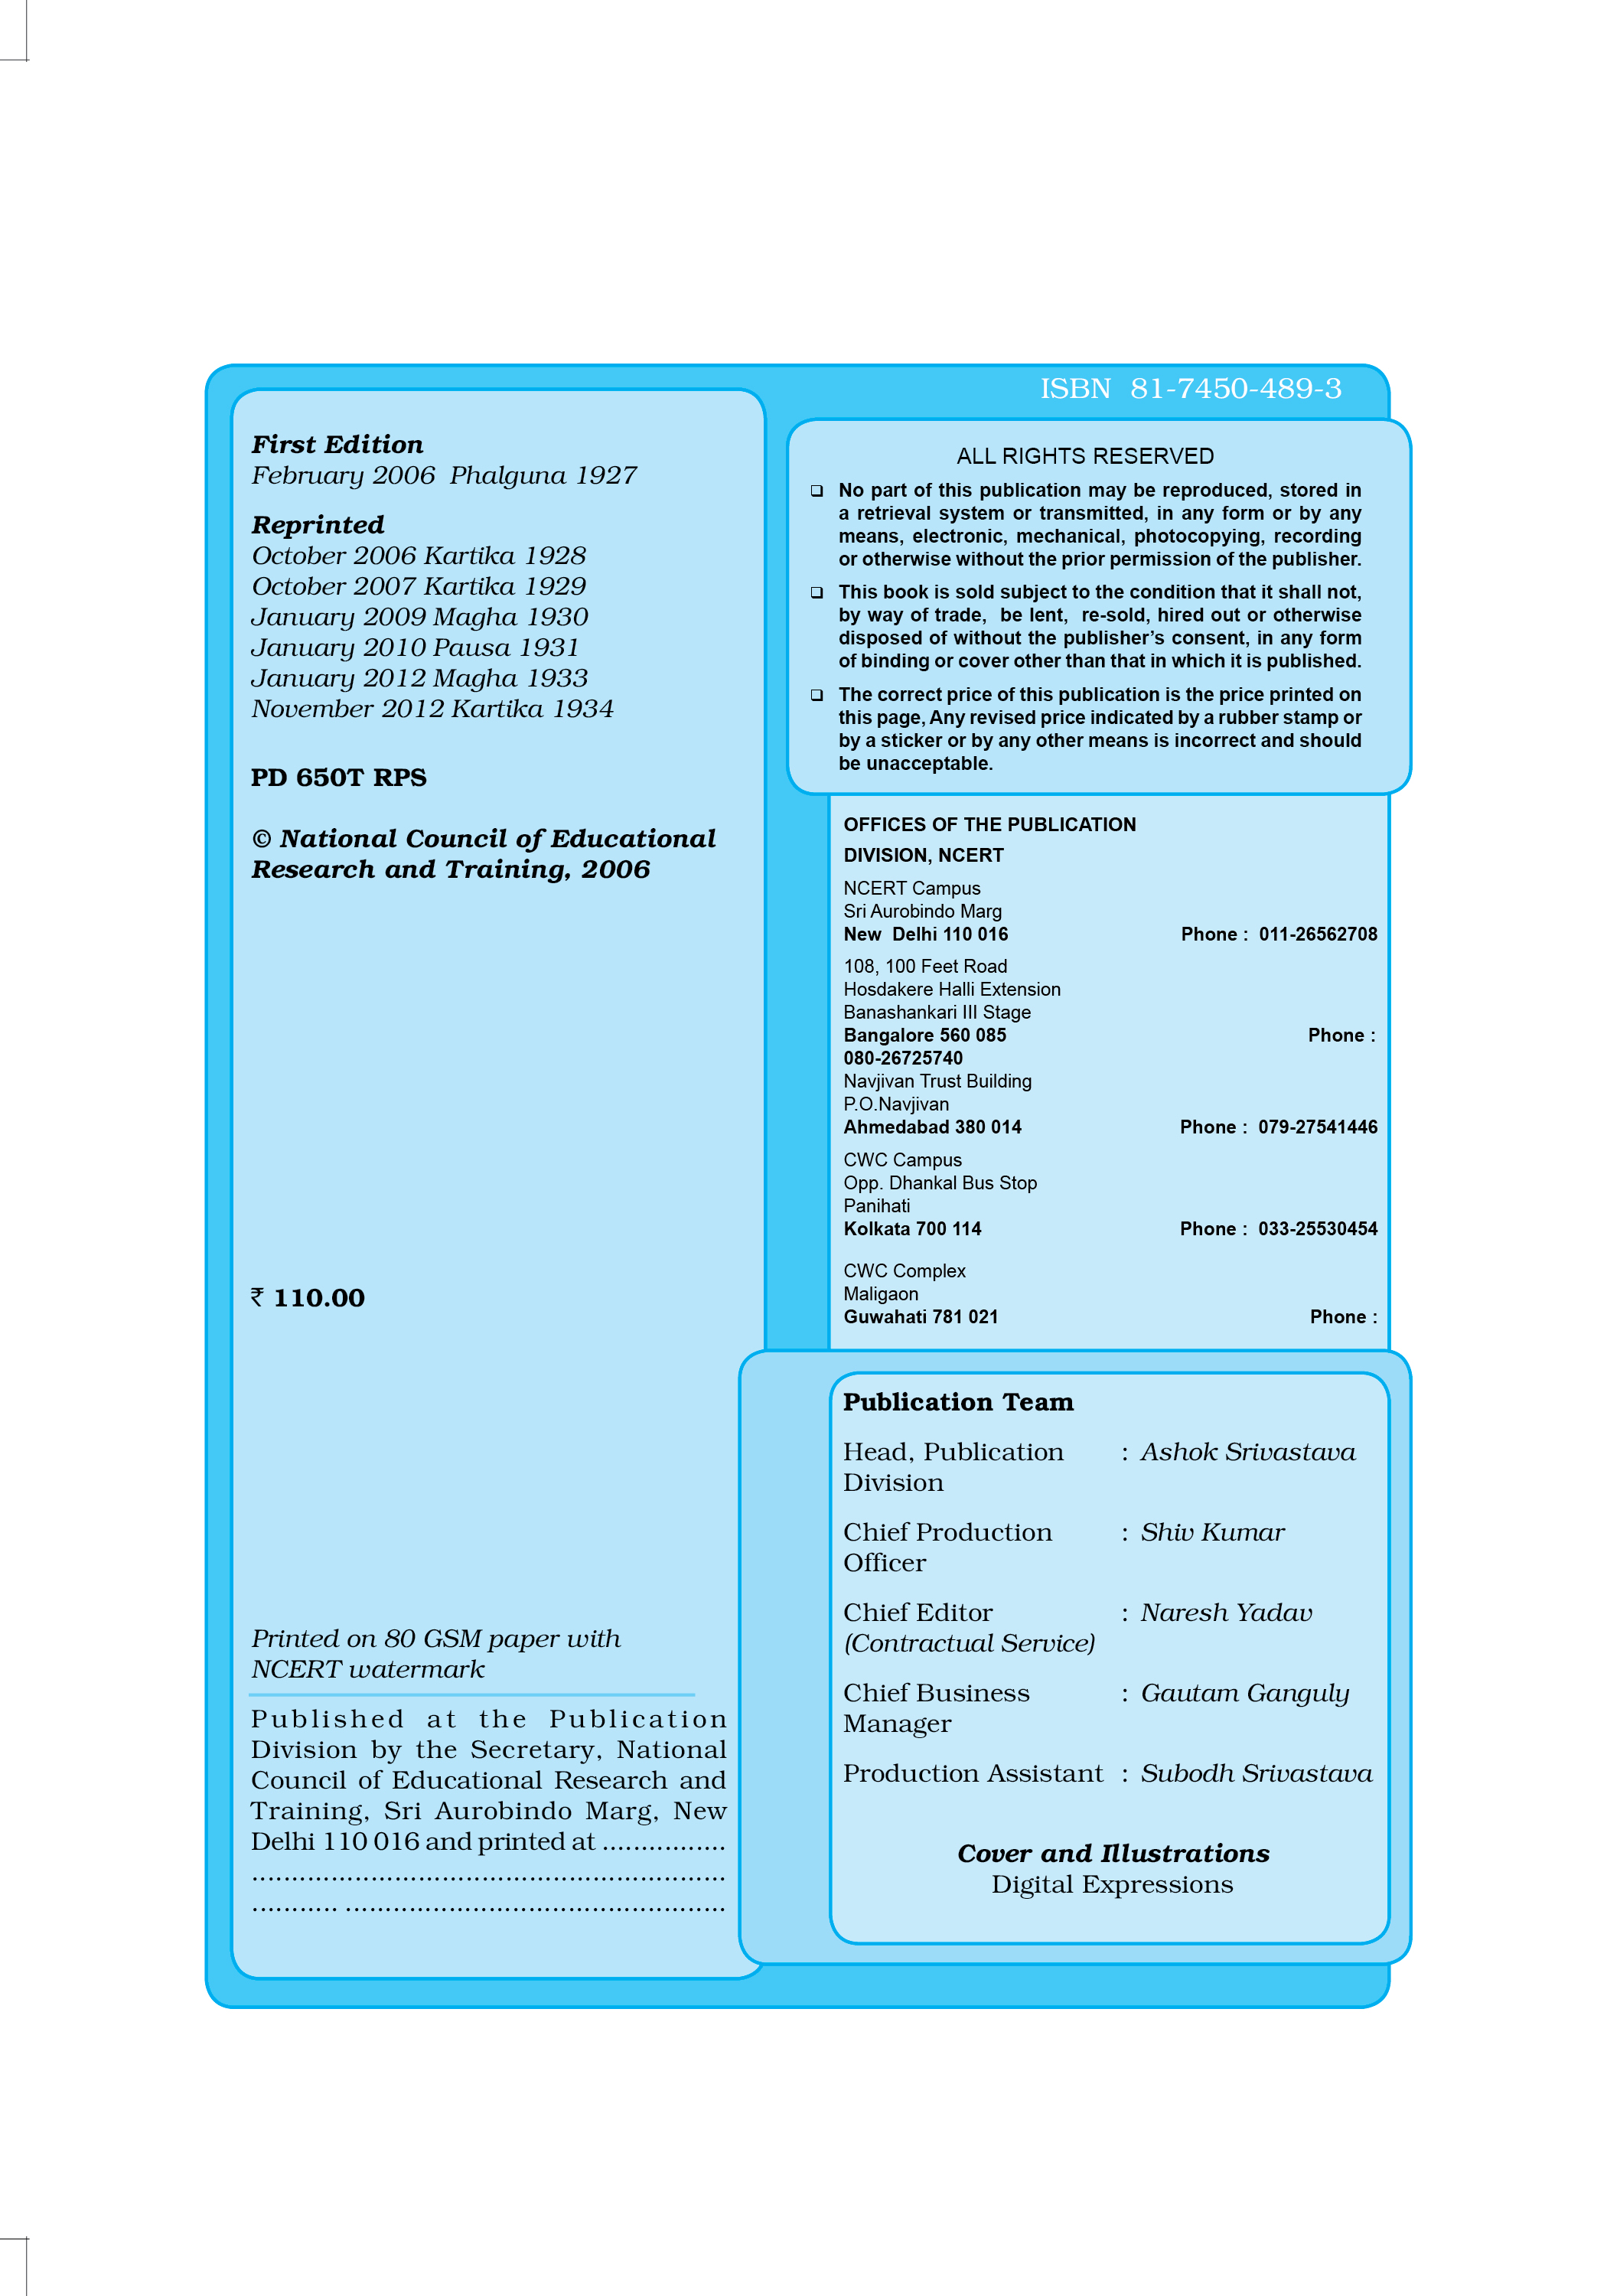 ISBN  81-7450-489-3
First Edition
February 2006  Phalguna 1927
Reprinted
October 2006 Kartika 1928
October 2007 Kartika 1929
January 2009 Magha 1930
January 2010 Pausa 1931
January 2012 Magha 1933
November 2012 Kartika 1934
PD 650T RPS
© National Council of Educational
Research and Training, 2006
₹ 110.00
Printed on 80 GSM paper with
NCERT watermark
Published at the Publication
Division by the Secretary, National
Council of Educational Research and
Training, Sri Aurobindo Marg, New
Delhi 110 016 and printed at ................
.............................................................
........... .................................................
ALL RIGHTS RESERVED
❑ No part of this publication may be reproduced, stored in
a retrieval system or transmitted, in any form or by any
means, electronic, mechanical, photocopying, recording
or otherwise without the prior permission of the publisher.
❑ This book is sold subject to the condition that it shall not,
by way of trade,  be lent,  re-sold, hired out or otherwise
disposed of without the publisher’s consent, in any form
of binding or cover other than that in which it is published.
❑ The correct price of this publication is the price printed on
this page, Any revised price indicated by a rubber stamp or
by a sticker or by any other means is incorrect and should
be unacceptable.
OFFICES OF THE PUBLICATION
DIVISION, NCERT
NCERT Campus
Sri Aurobindo Marg
New  Delhi 110 016 Phone :  011-26562708
108, 100 Feet Road
Hosdakere Halli Extension
Banashankari III Stage
Bangalore 560 085 Phone :
080-26725740
Navjivan Trust Building
P.O.Navjivan
Ahmedabad 380 014 Phone :  079-27541446
CWC Campus
Opp. Dhankal Bus Stop
Panihati
Kolkata 700 114 Phone :  033-25530454
CWC Complex
Maligaon
Guwahati 781 021 Phone :
Publication Team
Head, Publication : Ashok Srivastava
Division
Chief Production : Shiv Kumar
Officer
Chief Editor : Naresh Yadav
(Contractual Service)
Chief Business : Gautam Ganguly
Manager
Production Assistant : Subodh Srivastava
Cover and Illustrations
Digital Expressions